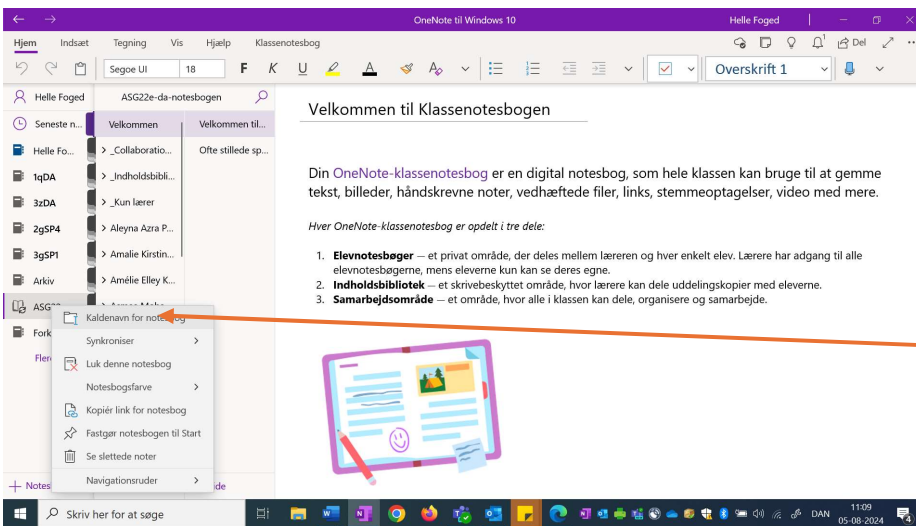 OneNote til Windows 10
Helle Foged
Hjem Indsæt Tegning Vis Hjælp Klassenotesbog
Del
Segoe UI 18 F K U A A Overskrift 1
Helle Foged
ASG22e-da-notesbogen
Seneste n...
Helle Fo...
1qDA
3zDA
2gSP4
3gSP1
Arkiv
ASG22
Fork
Flere
+ Notes
Velkommen
_Collaboratio...
_Indholdsbibli...
_Kun lærer
Aleyna Azra P...
Amalie Kirstin...
Amélie Elley K...
Velkommen til...
Ofte stillede sp...
ide
Kaldenavn for notesbog
Synkroniser
Luk denne notesbog
Notesbogsfarve
Kopiér link for notesbog
Fastgør notesbogen til Start
Se slettede noter
Navigationsruder
Velkommen til Klassenotesbogen
Din OneNote-klassenotesbog er en digital notesbog, som hele klassen kan bruge til at gemme
tekst, billeder, håndskrevne noter, vedhæftede filer, links, stemmeoptagelser, video med mere.
Hver OneNote-klassenotesbog er opdelt i tre dele:
1. Elevnotesbøger — et privat område, der deles mellem læreren og hver enkelt elev. Lærere har adgang til alle
elevnotesbøgerne, mens eleverne kun kan se deres egne.
2. Indholdsbibliotek — et skrivebeskyttet område, hvor lærere kan dele uddelingskopier med eleverne.
3. Samarbejdsområde — et område, hvor alle i klassen kan dele, organisere og samarbejde.
Skriv her for at søge
DAN
11:09
05-08-2024